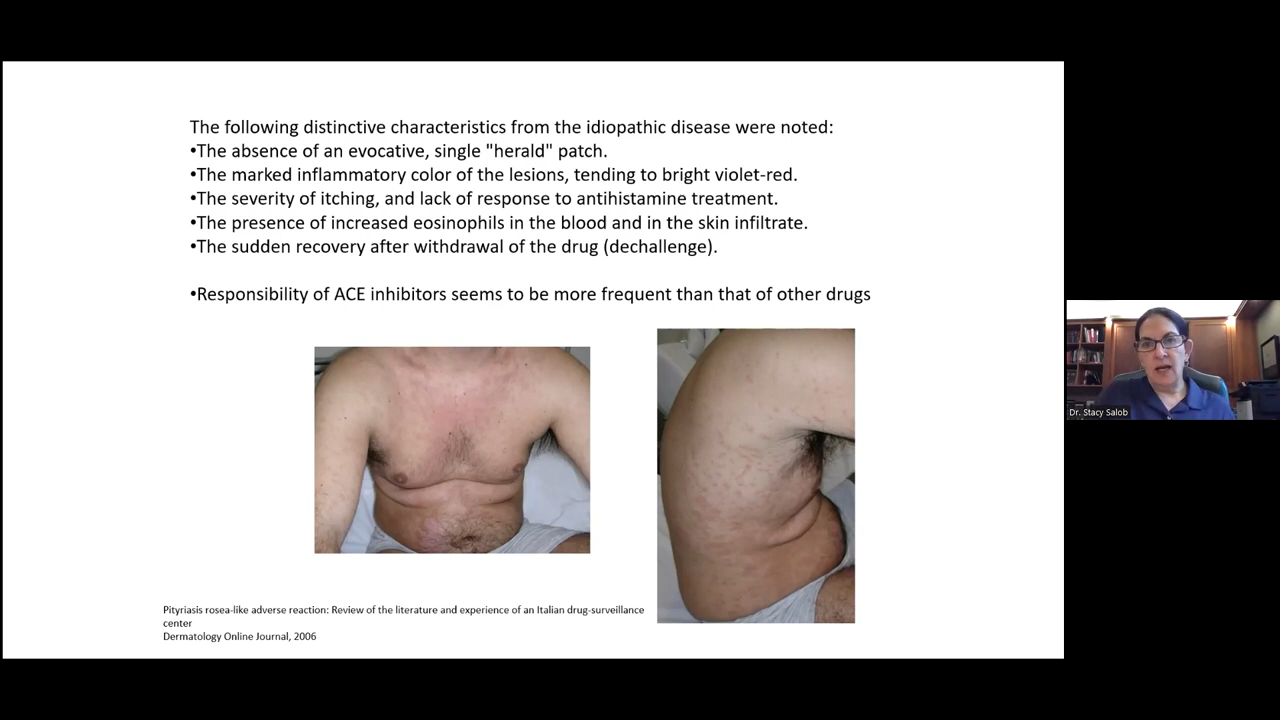 The following distinctive characteristics from the idiopathic disease were noted:
•The absence of an evocative, single "herald" patch.
•The marked inflammatory color of the lesions, tending to bright violet-red.
•The severity of itching, and lack of response to antihistamine treatment.
•The presence of increased eosinophils in the blood and in the skin infiltrate.
•The sudden recovery after withdrawal of the drug (dechallenge).
•Responsibility of ACE inhibitors seems to be more frequent than that of other drugs
Pityriasis rosea-like adverse reaction: Review of the literature and experience of an Italian drug-surveillance
center
Dermatology Online Journal, 2006
Dr. Stacy Salob